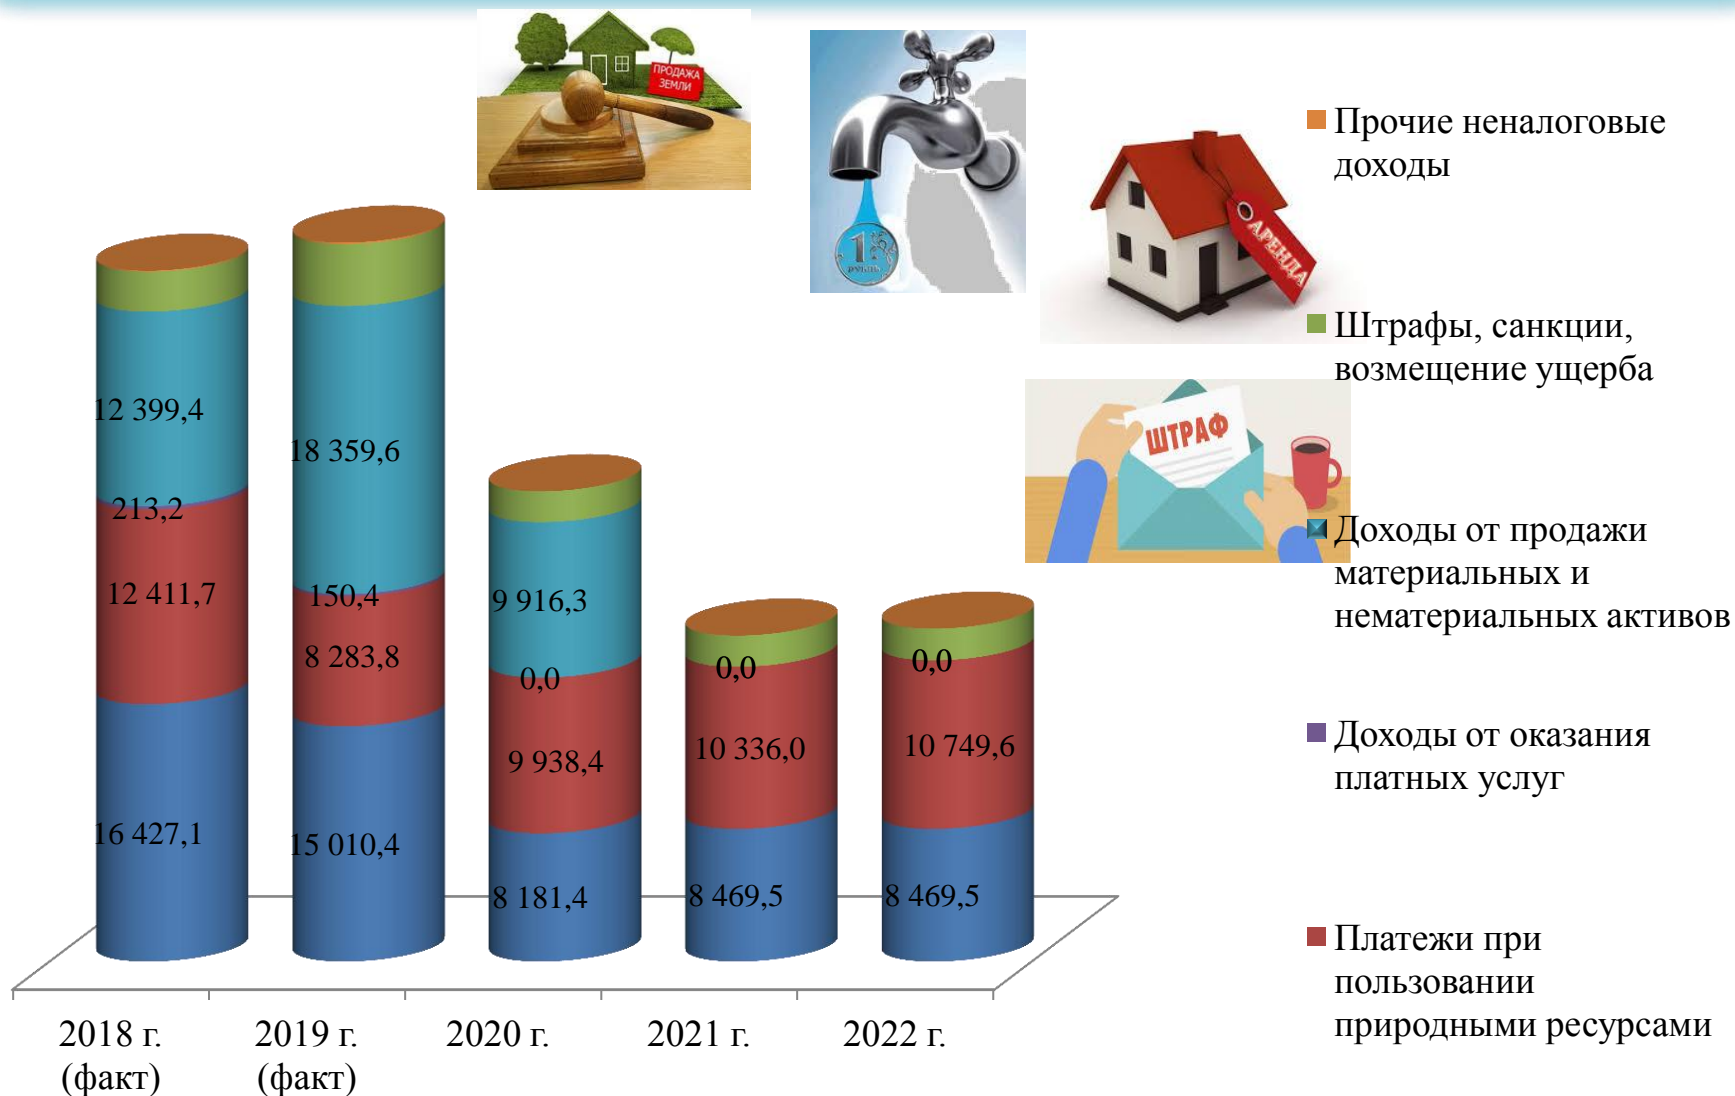 ПРОДАЖА
ЗЕМЛИ
1
РУБЛЬ
АРЕНДА
ШТРАФ
Прочие неналоговые
доходы
Штрафы, санкции,
возмещение ущерба
Доходы от продажи
материальных и
нематериальных активов
Доходы от оказания
платных услуг
Платежи при
пользовании
природными ресурсами
12 399,4
213,2
12 411,7
16 427,1
18 359,6
150,4
8 283,8
15 010,4
9 916,3
0,0
9 938,4
8 181,4
0,0
10 336,0
8 469,5
0,0
10 749,6
8 469,5
2018 г.
(факт)
2019 г.
(факт)
2020 г.
2021 г.
2022 г.